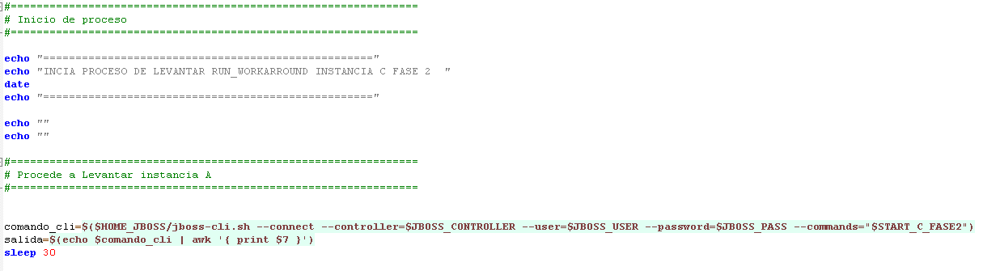 #===============================================================
# Inicio de proceso
#===============================================================
echo "==================================================="
echo "INCIA PROCESO DE LEVANTAR RUN_WORKARROUND INSTANCIA C FASE 2  "
date
echo "==================================================="
echo ""
echo ""
#===============================================================
# Procede a Levantar instancia A
#===============================================================
comando_cli=$($HOME_JBOSS/jboss-cli.sh --connect --controller=$JBOSS_CONTROLLER --user=$JBOSS_USER --password=$JBOSS_PASS --commands="$START_C_FASE2")
salida=$(echo $comando_cli | awk '{ print $7 }')
sleep 30